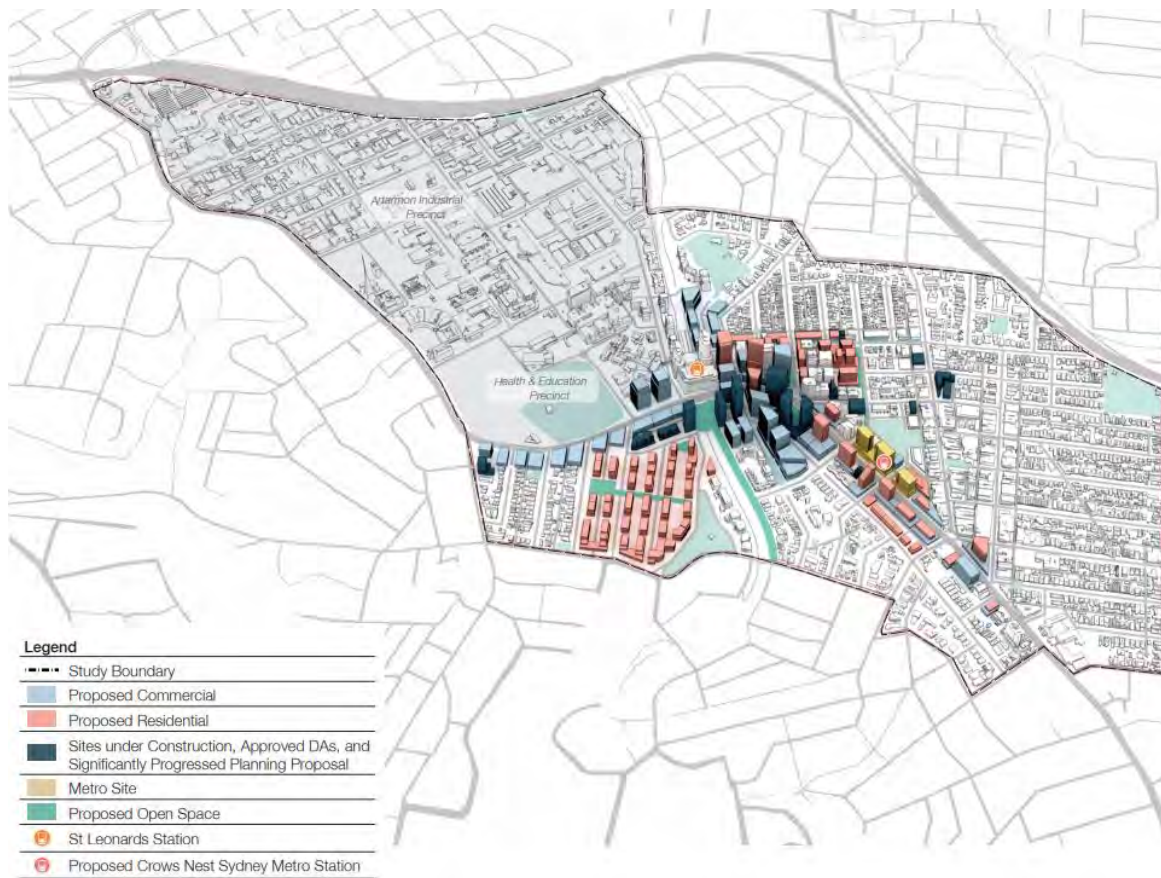 Artarmon Industrial
Precinct
Health & Education
Precinct
Legend
Study Boundary
Proposed Commercial
Proposed Residential
Sites under Construction, Approved DAs, and
Significantly Progressed Planning Proposal
Metro Site
Proposed Open Space
St Leonards Station
Proposed Crows Nest Sydney Metro Station